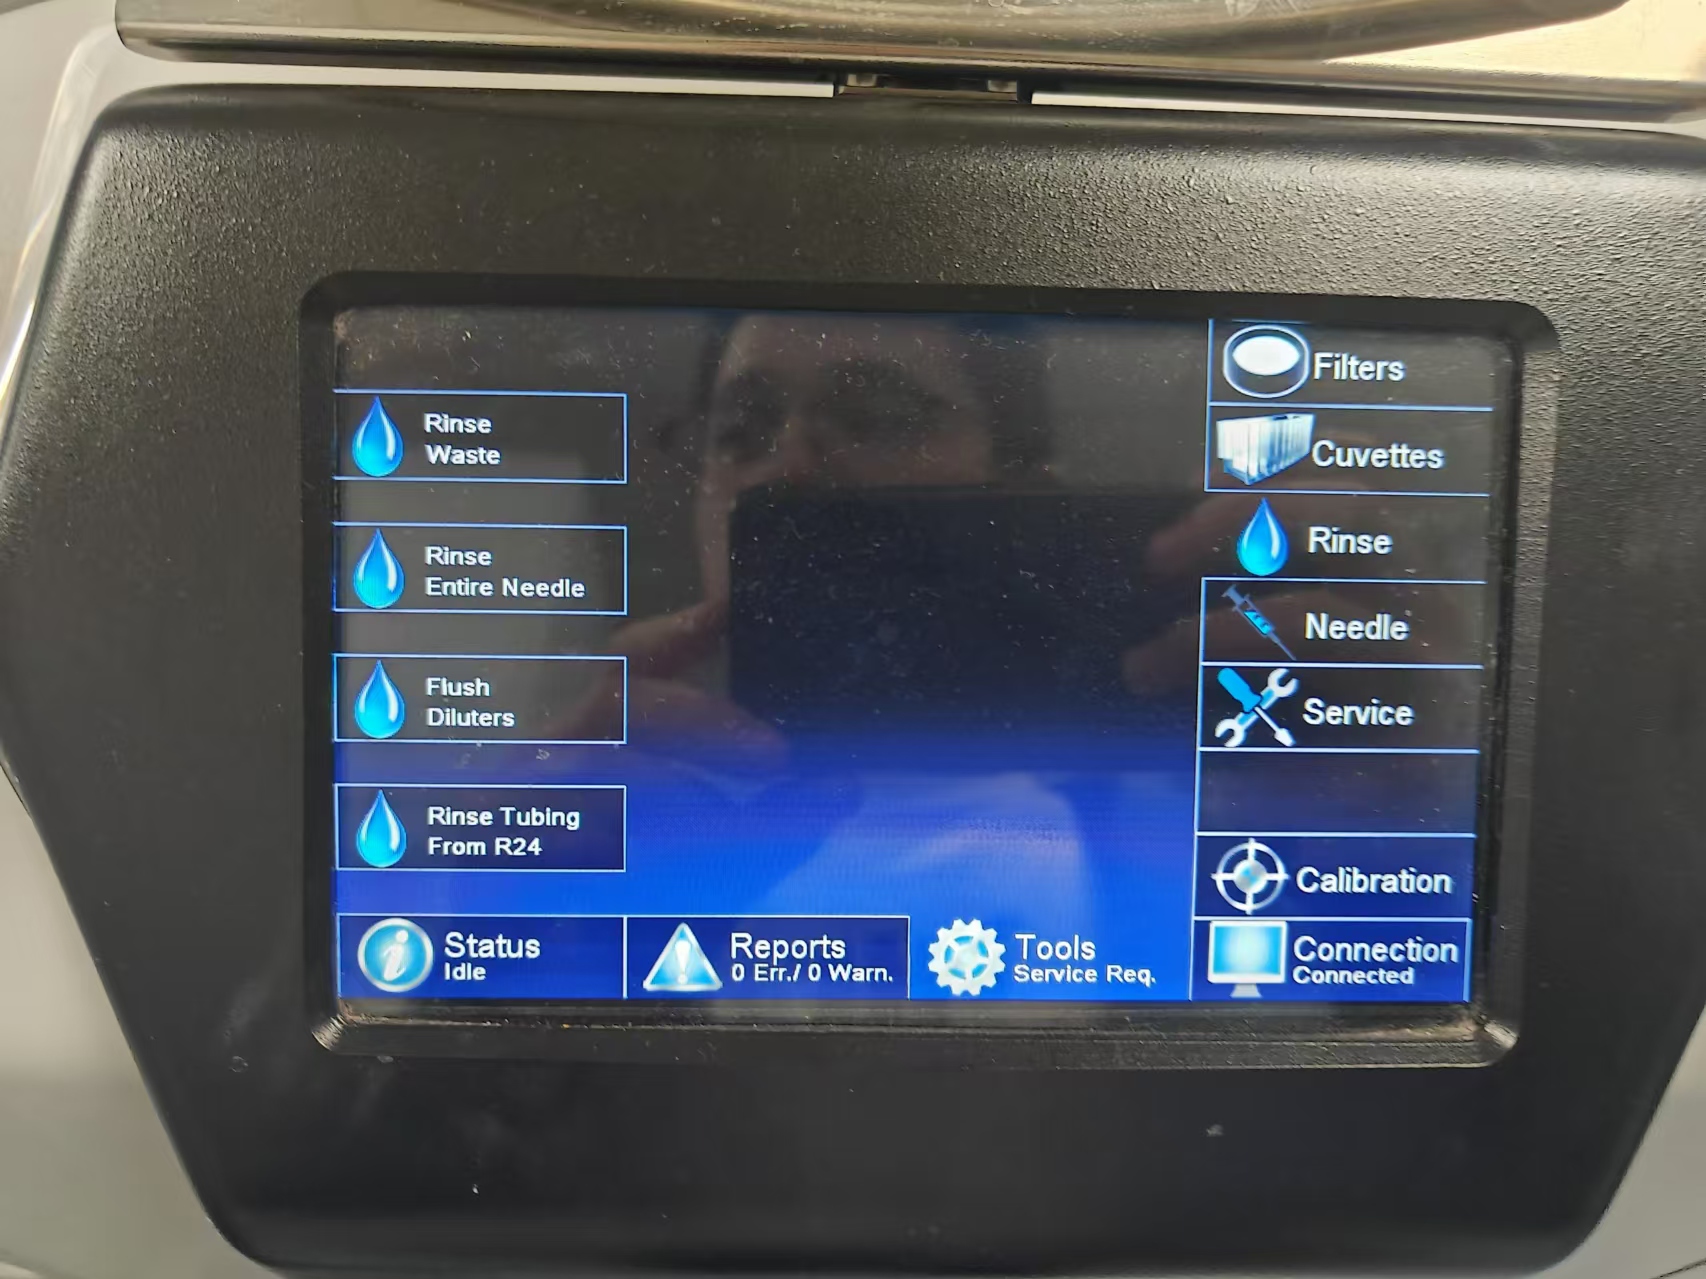 Rinse
Waste
Rinse
Entire Needle
Flush
Diluters
Rinse Tubing
From R24
Filters
Cuvettes
Rinse
Needle
Service
Calibration
Status
Idle
Reports
0 Err./ 0 Warn.
Tools
Service Req.
Connection
Connected